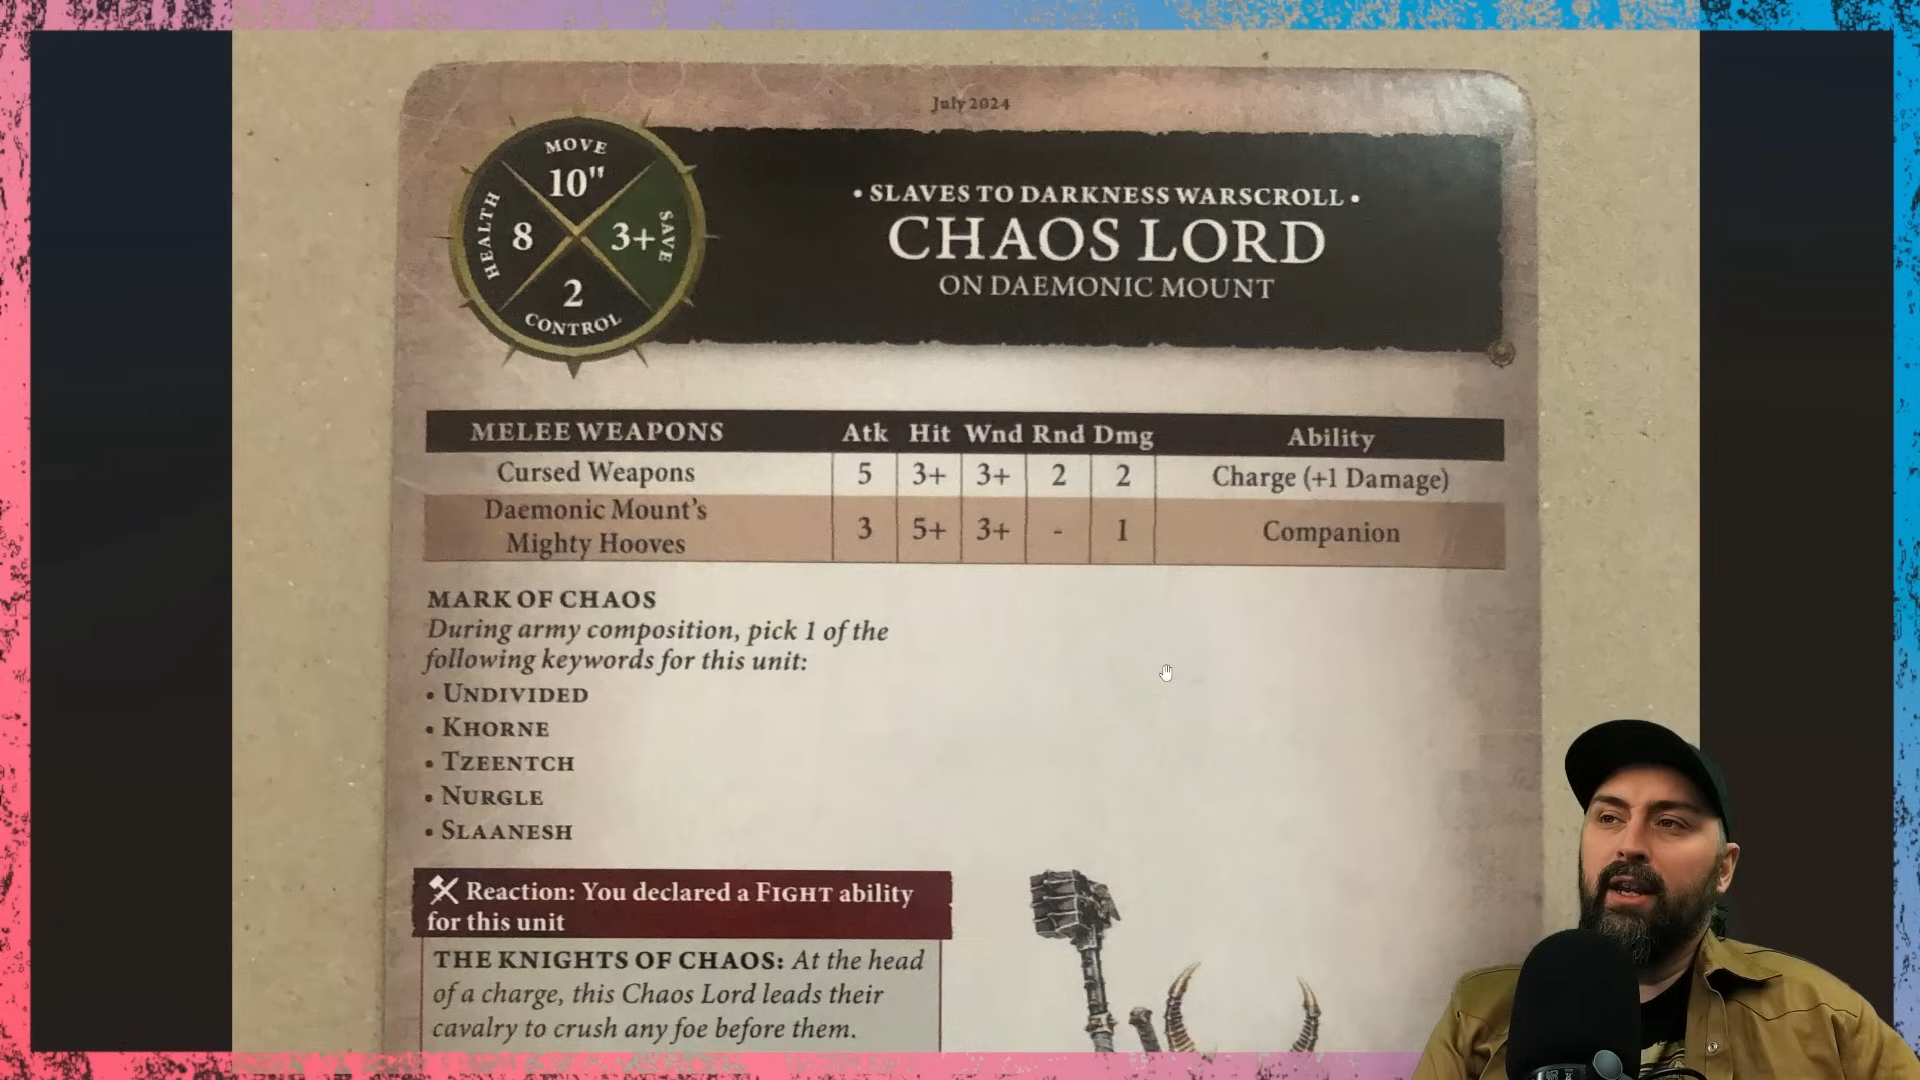 July 2024
MOVE
10"
HEALTH
8
3+
SAVE
2
CONTROL
• SLAVES TO DARKNESS WARSCROLL •
CHAOS LORD
ON DAEMONIC MOUNT
MELEE WEAPONS Atk Hit Wnd Rnd Dmg Ability
Cursed Weapons 5 3+ 3+ 2 2 Charge (+1 Damage)
Daemonic Mount's
Mighty Hooves 3 5+ 3+ - 1 Companion
MARK OF CHAOS
During army composition, pick 1 of the
following keywords for this unit:
• UNDIVIDED
• KHORNE
• TZEENTCH
• NURGLE
• SLAANESH
Reaction: You declared a FIGHT ability
for this unit
THE KNIGHTS OF CHAOS: At the head
of a charge, this Chaos Lord leads their
cavalry to crush any foe before them.